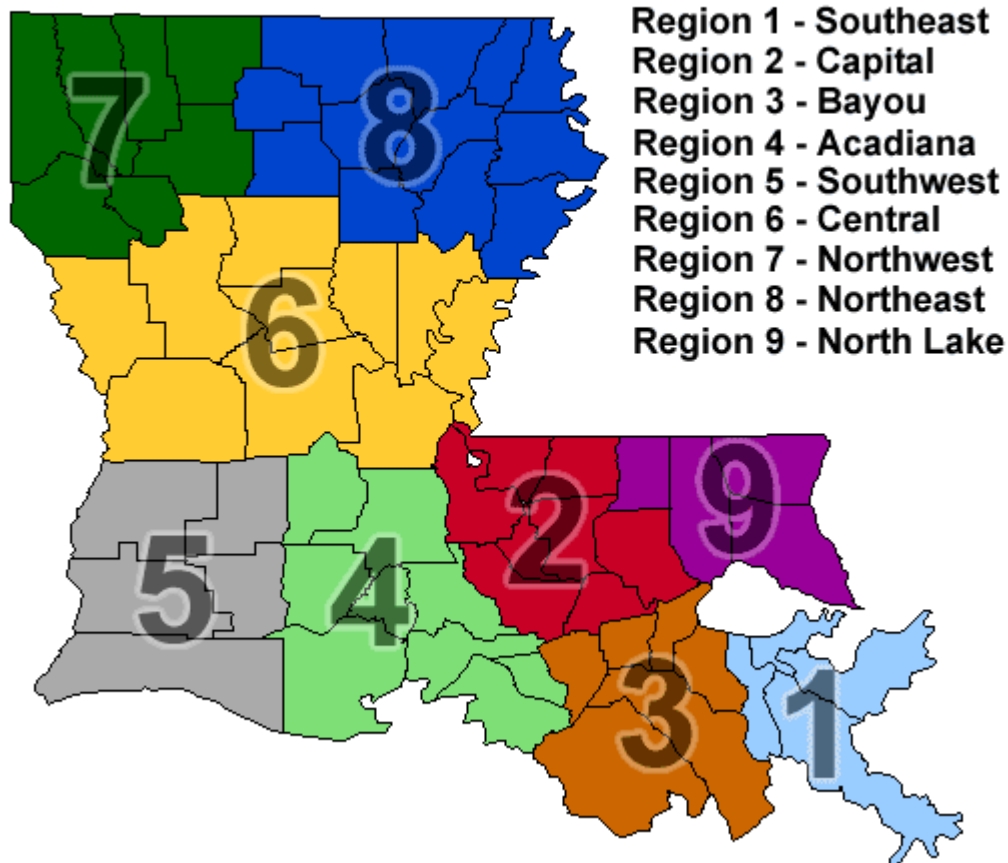 Region 1 - Southeast
Region 2 - Capital
Region 3 - Bayou
Region 4 - Acadiana
Region 5 - Southwest
Region 6 - Central
Region 7 - Northwest
Region 8 - Northeast
Region 9 - North Lake
7
8
6
2
9
5
4
3
1